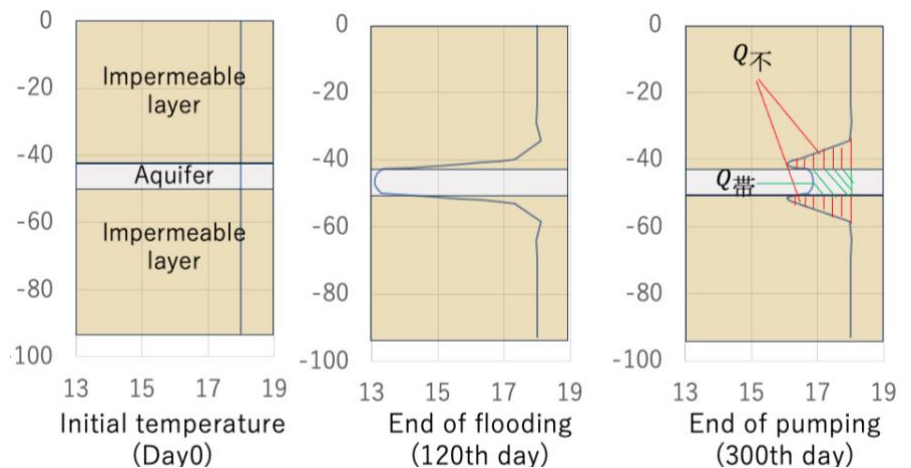 0
-20
-40
-60
-80
100
13 15 17 19
Impermeable
layer
Aquifer
Impermeable
layer
Initial temperature
(Day0)
0
-20
-40
-60
-80
-100
13 15 17 19
End of flooding
(120th day)
0
-20
-40
-60
-80
-100
13 15 17 19
Q不
Q帯
End of pumping
(300th day)